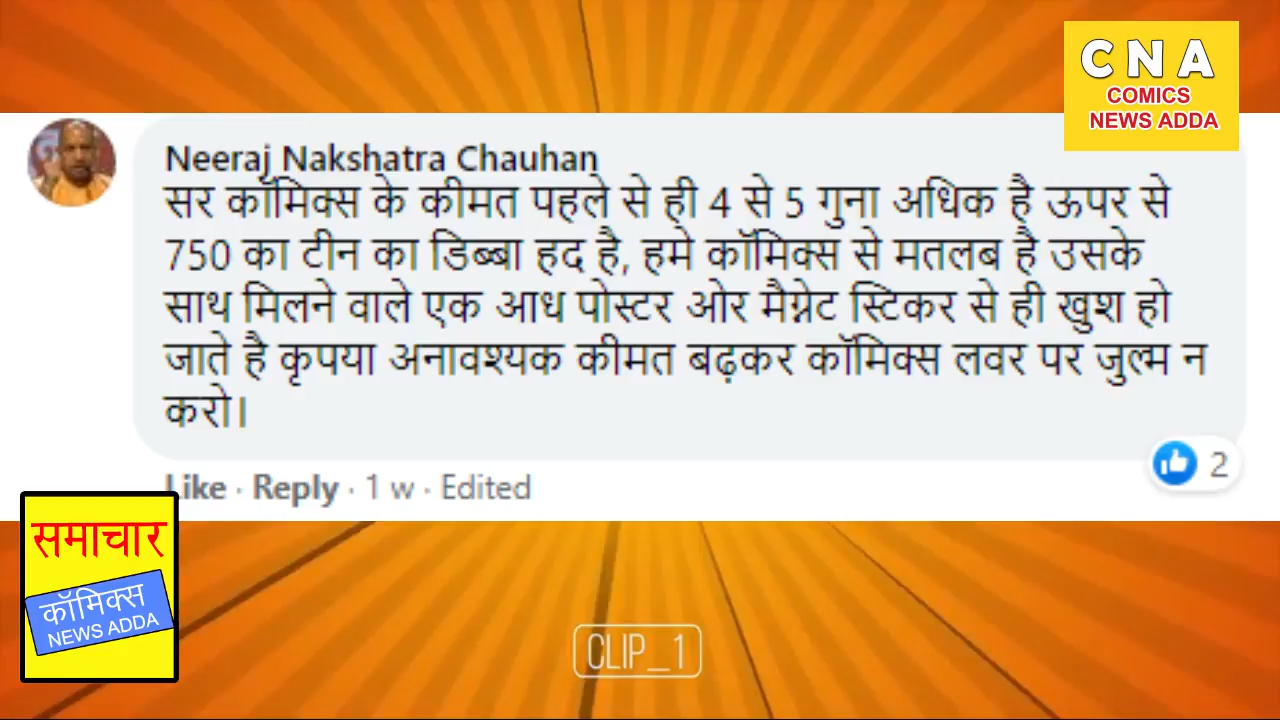 CNA
COMICS
NEWS ADDA
Neeraj Nakshatra Chauhan
सर कॉमिक्स के कीमत पहले से ही 4 से 5 गुना अधिक है ऊपर से
750 का टीन का डिब्बा हद है, हमे कॉमिक्स से मतलब है उसके
साथ मिलने वाले एक आध पोस्टर ओर मैग्नेट स्टिकर से ही खुश हो
जाते है कृपया अनावश्यक कीमत बढ़कर कॉमिक्स लवर पर जुल्म न
करो।
2
Like · Reply · 1 w · Edited
समाचार
कॉमिक्स
NEWS ADDA
CLIP_1